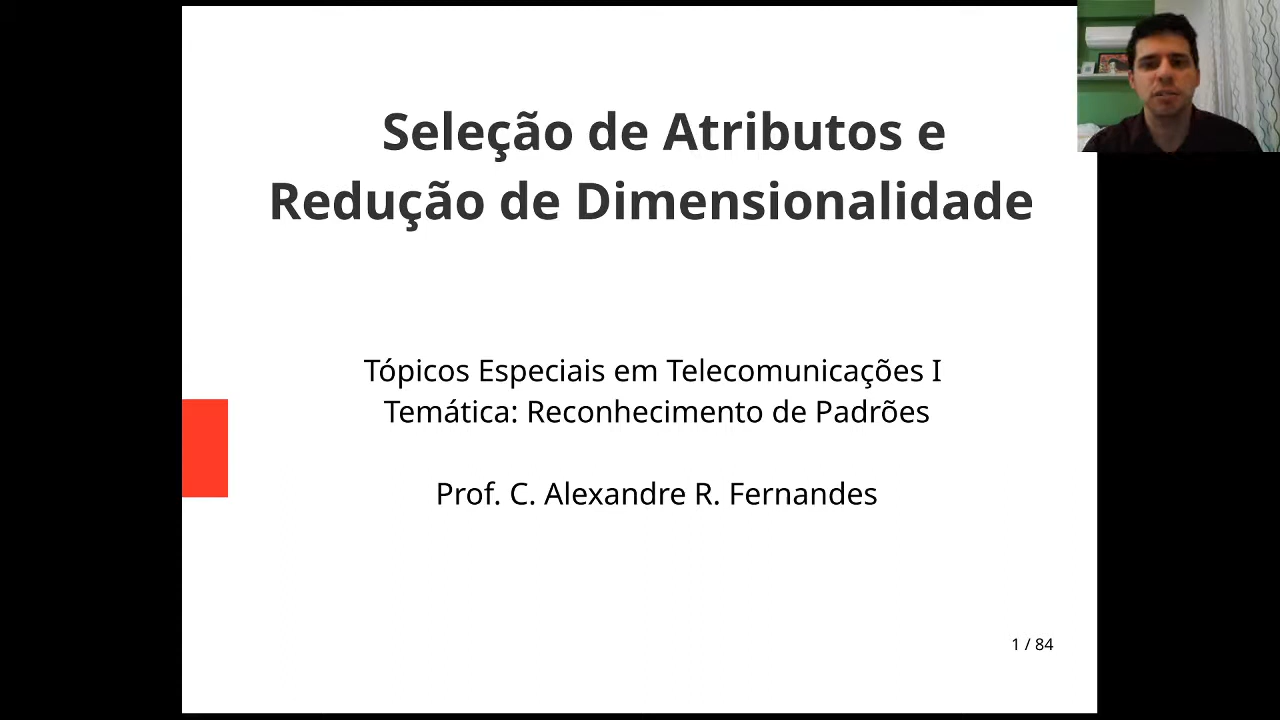 Seleção de Atributos e
Redução de Dimensionalidade
Tópicos Especiais em Telecomunicações I
Temática: Reconhecimento de Padrões
Prof. C. Alexandre R. Fernandes
1 / 84